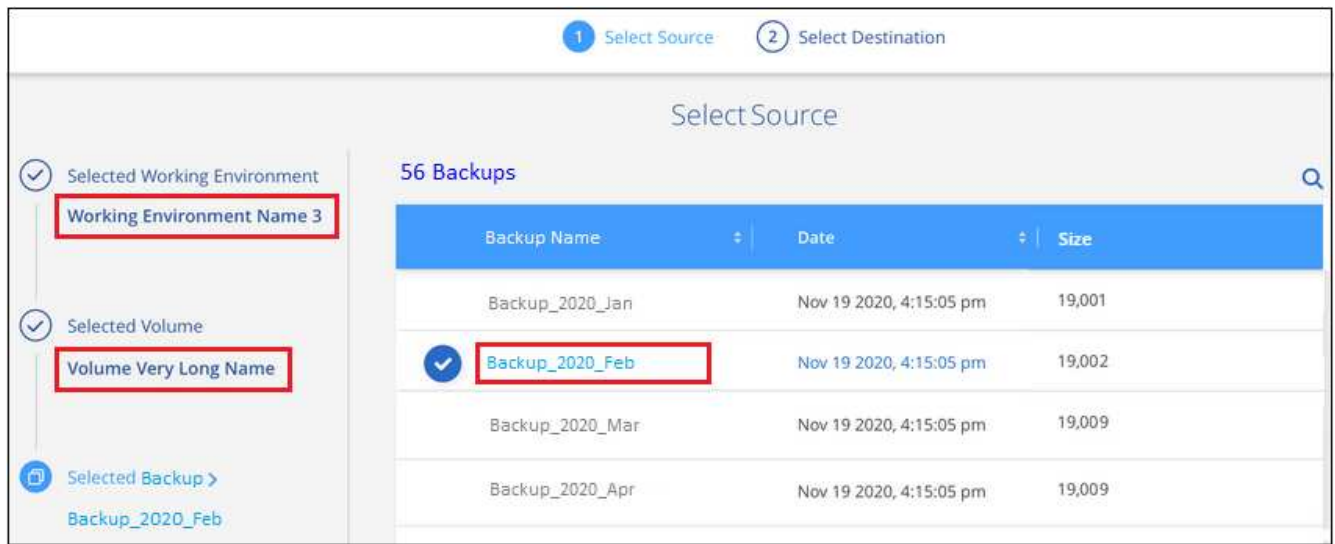 1 Select Source 2 Select Destination
Select Source
Selected Working Environment
Working Environment Name 3
Selected Volume
Volume Very Long Name
Selected Backup >
Backup_2020_Feb
56 Backups
Backup Name Date Size
Backup_2020_Jan Nov 19 2020, 4:15:05 pm 19,001
Backup_2020_Feb Nov 19 2020, 4:15:05 pm 19,002
Backup_2020_Mar Nov 19 2020, 4:15:05 pm 19,009
Backup_2020_Apr Nov 19 2020, 4:15:05 pm 19,009